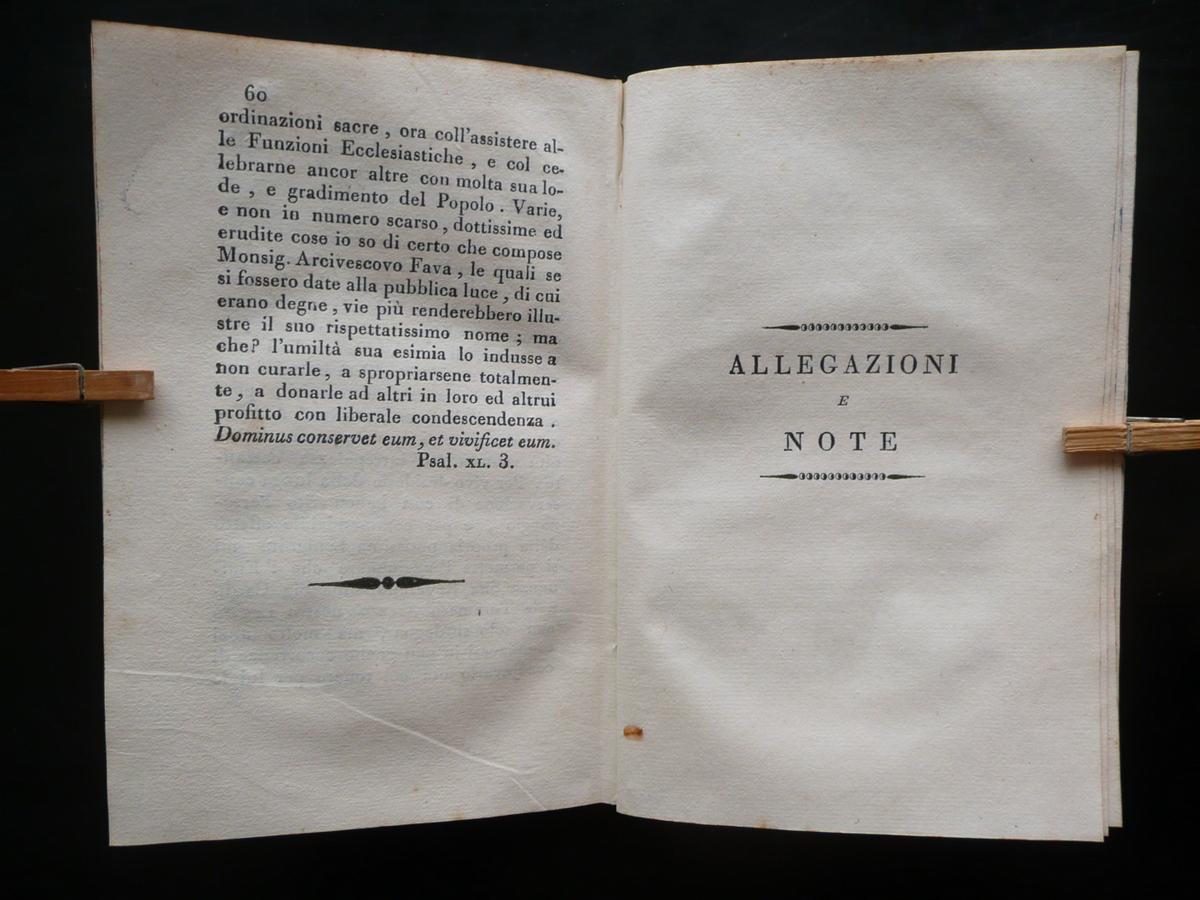 60
ordinazioni sacre , ora coll'assistere al-
le Funzioni Ecclesiastiche , e col ce-
lebrarne ancor altre con molta sua lo-
de , e gradimento del Popolo . Varie,
e non in numero scarso , dottissime ed
erudite cose io so di certo che compose
Monsig. Arcivescovo Fava , le quali se
si fossero date alla pubblica luce , di cui
erano degne , vie più renderebbero illu-
stre il suo rispettatissimo nome ; ma
che? l'umiltà sua esimia lo indusse a
non curarle, a spropriarsene totalmen-
te , a donarle ad altri in loro ed altrui
profitto con liberale condescendenza .
Dominus conservet eum, et vivificet eum.
Psal. XL. 3.
ALLEGAZIONI
E
NOTE